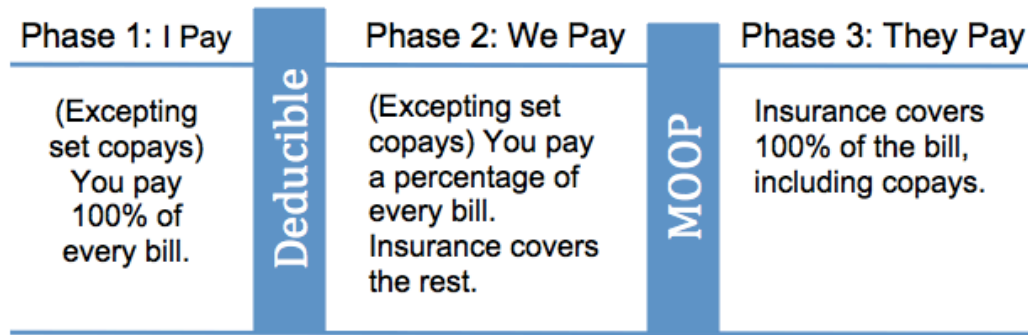 Phase 1: I Pay
(Excepting
set copays)
You pay
100% of
every bill.
Deducible
Phase 2: We Pay
(Excepting set
copays) You pay
a percentage of
every bill.
Insurance covers
the rest.
MOOP
Phase 3: They Pay
Insurance covers
100% of the bill,
including copays.